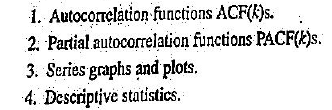 1. Autocorrelation functions ACF(k)s.
2. Partial autocorrelation functions PACF(k)s.
3. Series graphs and plots.
4. Descriptive statistics.